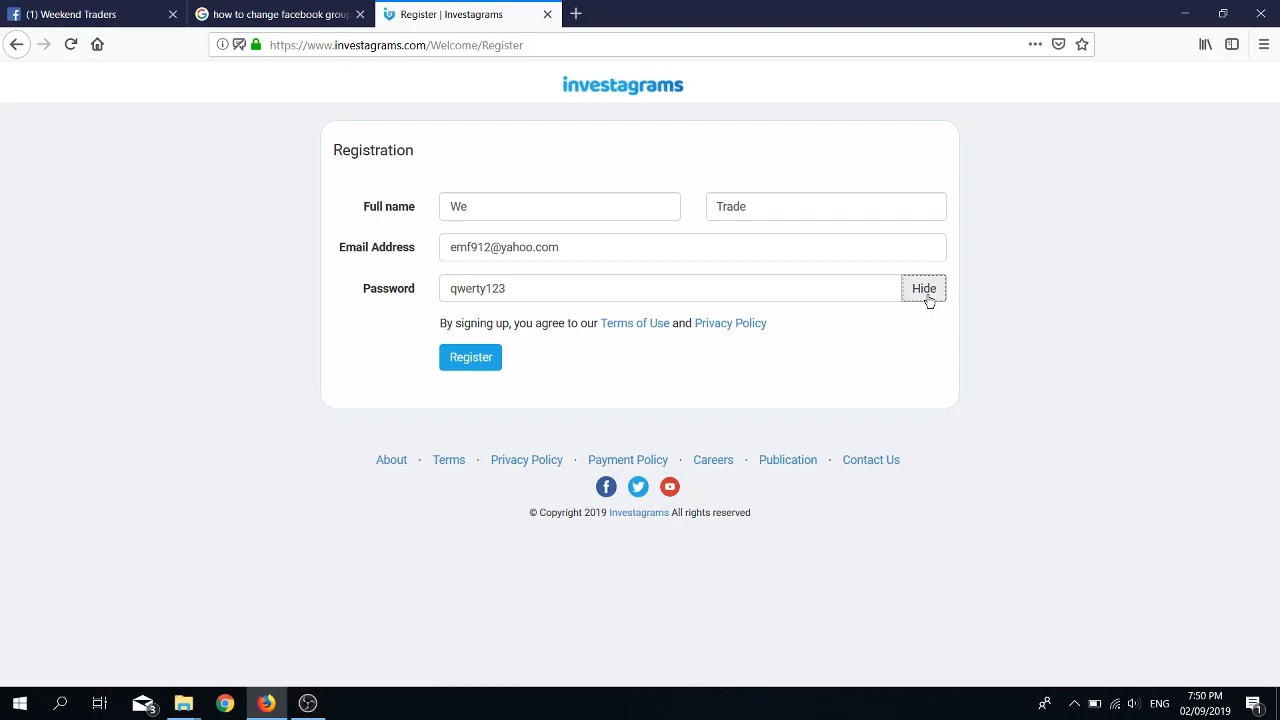 (1) Weekend Traders
how to change facebook group
Register | Investagrams
https://www.investagrams.com/Welcome/Register
investagrams
Registration
Full name We Trade
Email Address emf912@yahoo.com
Password qwerty123 Hide
By signing up, you agree to our Terms of Use and Privacy Policy
Register
About · Terms · Privacy Policy · Payment Policy · Careers · Publication · Contact Us
© Copyright 2019 Investagrams All rights reserved
3
ENG
7:50 PM
02/09/2019
1